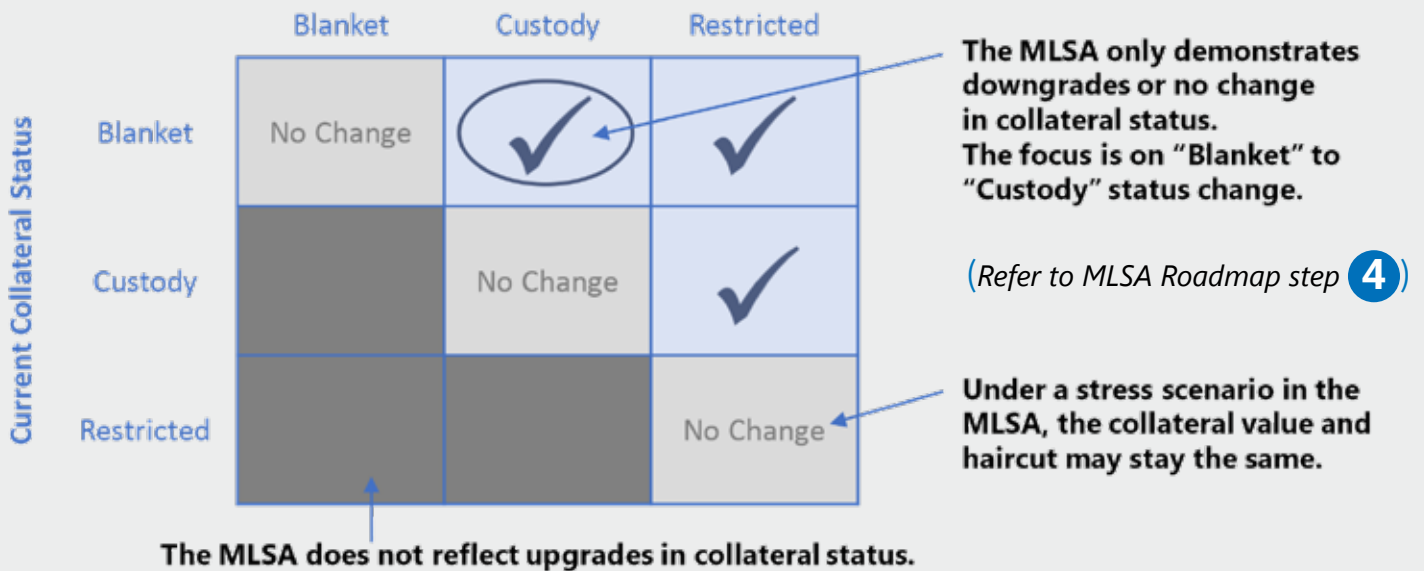 Blanket Custody Restricted
Current Collateral Status
Blanket
No Change
Custody
No Change
Restricted
No Change
The MLSA only demonstrates
downgrades or no change
in collateral status.
The focus is on “Blanket” to
“Custody” status change.
(Refer to MLSA Roadmap step 4)
Under a stress scenario in the
MLSA, the collateral value and
haircut may stay the same.
The MLSA does not reflect upgrades in collateral status.